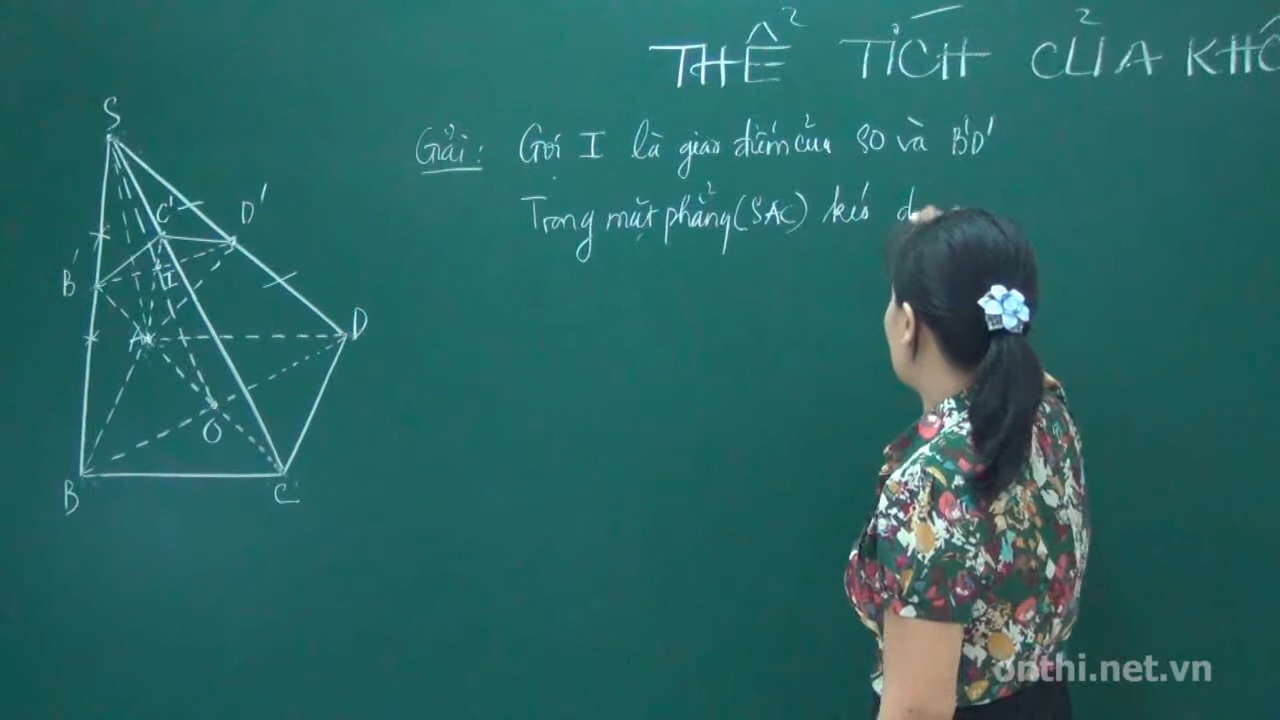 THỂ TÍCH CỦA KHỐ
Giải: Gọi I là giao điểm của SO và B'D'
Trong mặt phẳng (SAC) kéo d
S
C'
D'
B'
I
A
D
O
B
C
onthi.net.vn